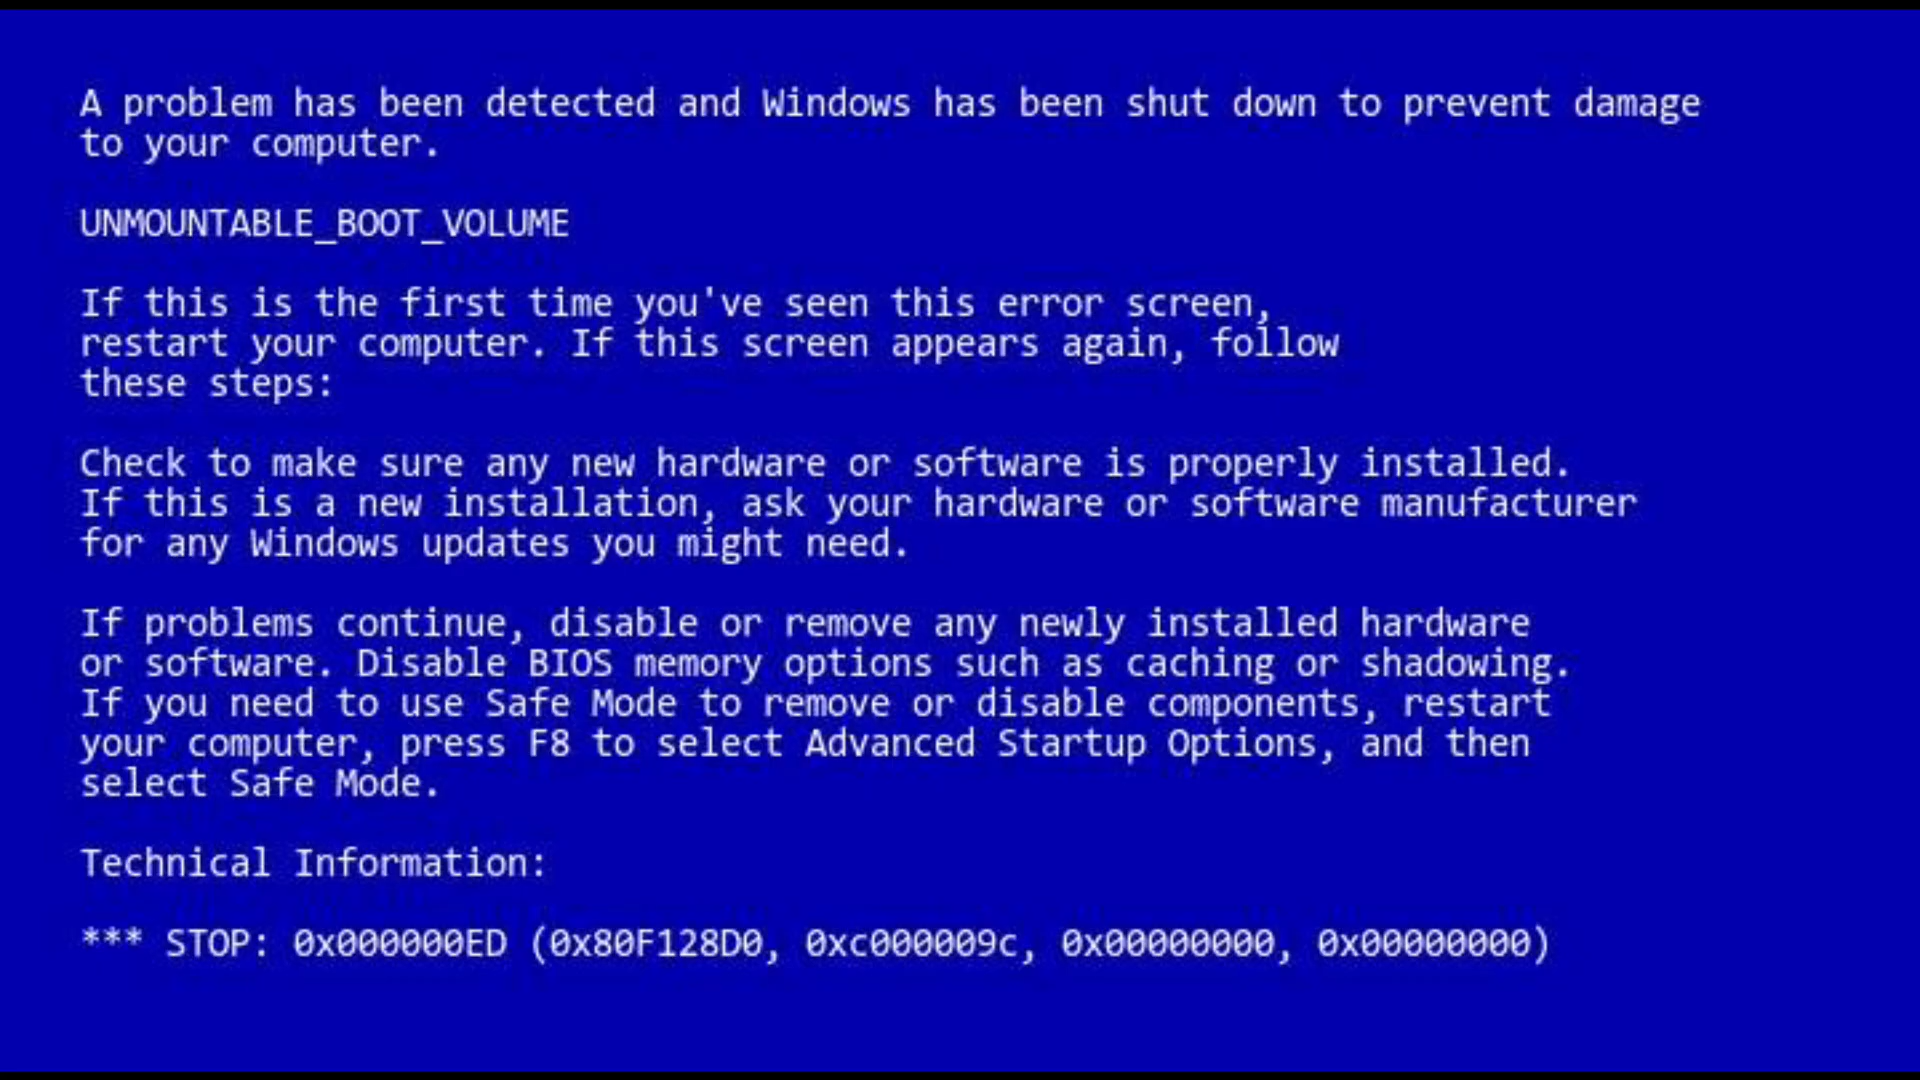 A problem has been detected and Windows has been shut down to prevent damage
to your computer.
UNMOUNTABLE_BOOT_VOLUME
If this is the first time you've seen this error screen,
restart your computer. If this screen appears again, follow
these steps:
Check to make sure any new hardware or software is properly installed.
If this is a new installation, ask your hardware or software manufacturer
for any Windows updates you might need.
If problems continue, disable or remove any newly installed hardware
or software. Disable BIOS memory options such as caching or shadowing.
If you need to use Safe Mode to remove or disable components, restart
your computer, press F8 to select Advanced Startup Options, and then
select Safe Mode.
Technical Information:
*** STOP: 0x000000ED (0x80F128D0, 0xc000009c, 0x00000000, 0x00000000)